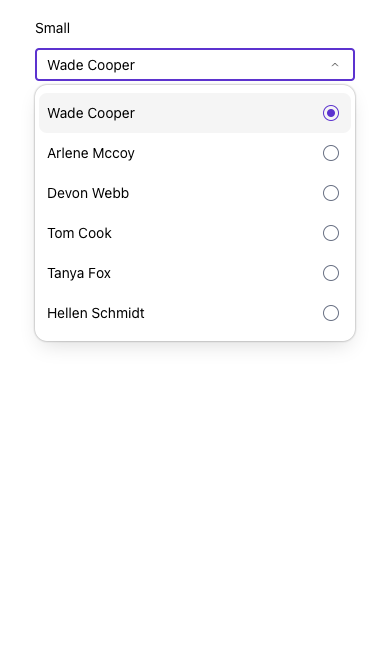 Small
Wade Cooper
Wade Cooper
Arlene Mccoy
Devon Webb
Tom Cook
Tanya Fox
Hellen Schmidt